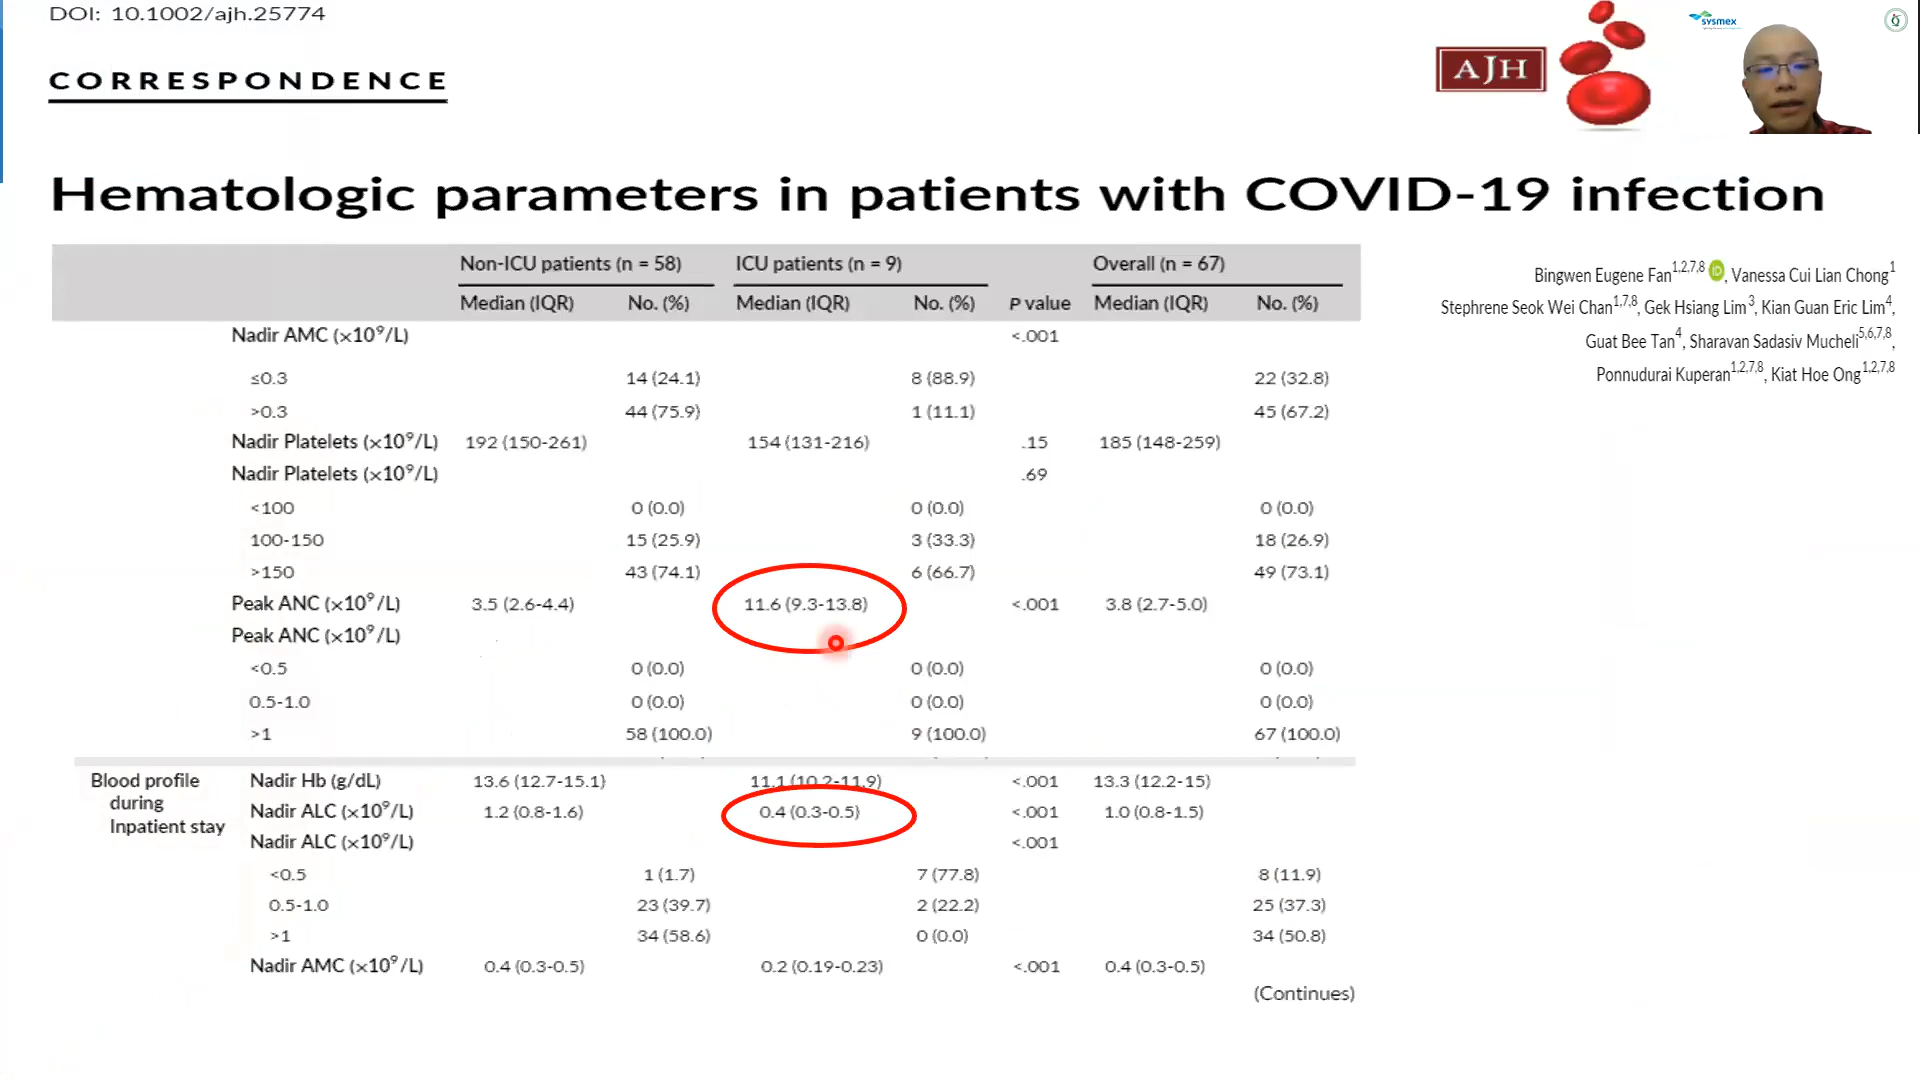 DOI: 10.1002/ajh.25774
sysmex
CORRESPONDENCE
AJH
Hematologic parameters in patients with COVID-19 infection
Bingwen Eugene Fan1,2,7,8 iD, Vanessa Cui Lian Chong1
Stephrene Seok Wei Chan1,7,8, Gek Hsiang Lim3, Kian Guan Eric Lim4,
Guat Bee Tan4, Sharavan Sadasiv Mucheli5,6,7,8,
Ponnudurai Kuperan1,2,7,8, Kiat Hoe Ong1,2,7,8
Non-ICU patients (n = 58) ICU patients (n = 9) Overall (n = 67)
Median (IQR) No. (%) Median (IQR) No. (%) P value Median (IQR) No. (%)
Nadir AMC (×10⁹/L) <.001
≤0.3 14 (24.1) 8 (88.9) 22 (32.8)
>0.3 44 (75.9) 1 (11.1) 45 (67.2)
Nadir Platelets (×10⁹/L) 192 (150-261) 154 (131-216) .15 185 (148-259)
Nadir Platelets (×10⁹/L) .69
<100 0 (0.0) 0 (0.0) 0 (0.0)
100-150 15 (25.9) 3 (33.3) 18 (26.9)
>150 43 (74.1) 6 (66.7) 49 (73.1)
Peak ANC (×10⁹/L) 3.5 (2.6-4.4) 11.6 (9.3-13.8) <.001 3.8 (2.7-5.0)
Peak ANC (×10⁹/L)
<0.5 0 (0.0) 0 (0.0) 0 (0.0)
0.5-1.0 0 (0.0) 0 (0.0) 0 (0.0)
>1 58 (100.0) 9 (100.0) 67 (100.0)
Blood profile during Inpatient stay
Nadir Hb (g/dL) 13.6 (12.7-15.1) 11.1 (10.2-11.9) <.001 13.3 (12.2-15)
Nadir ALC (×10⁹/L) 1.2 (0.8-1.6) 0.4 (0.3-0.5) <.001 1.0 (0.8-1.5)
Nadir ALC (×10⁹/L) <.001
<0.5 1 (1.7) 7 (77.8) 8 (11.9)
0.5-1.0 23 (39.7) 2 (22.2) 25 (37.3)
>1 34 (58.6) 0 (0.0) 34 (50.8)
Nadir AMC (×10⁹/L) 0.4 (0.3-0.5) 0.2 (0.19-0.23) <.001 0.4 (0.3-0.5)
(Continues)